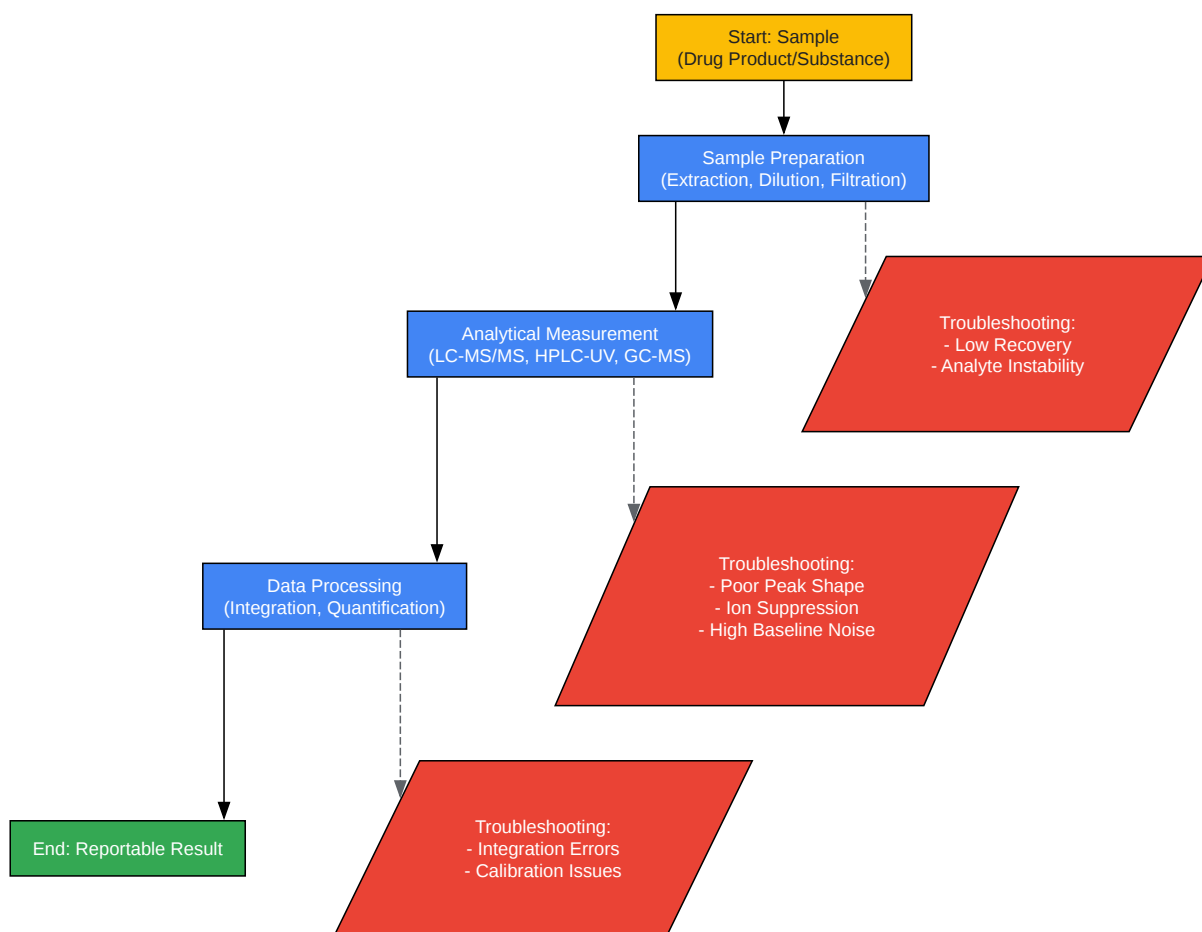 Start: Sample
(Drug Product/Substance)
Sample Preparation
(Extraction, Dilution, Filtration)
Troubleshooting:
- Low Recovery
- Analyte Instability
Analytical Measurement
(LC-MS/MS, HPLC-UV, GC-MS)
Troubleshooting:
- Poor Peak Shape
- Ion Suppression
- High Baseline Noise
Data Processing
(Integration, Quantification)
Troubleshooting:
- Integration Errors
- Calibration Issues
End: Reportable Result